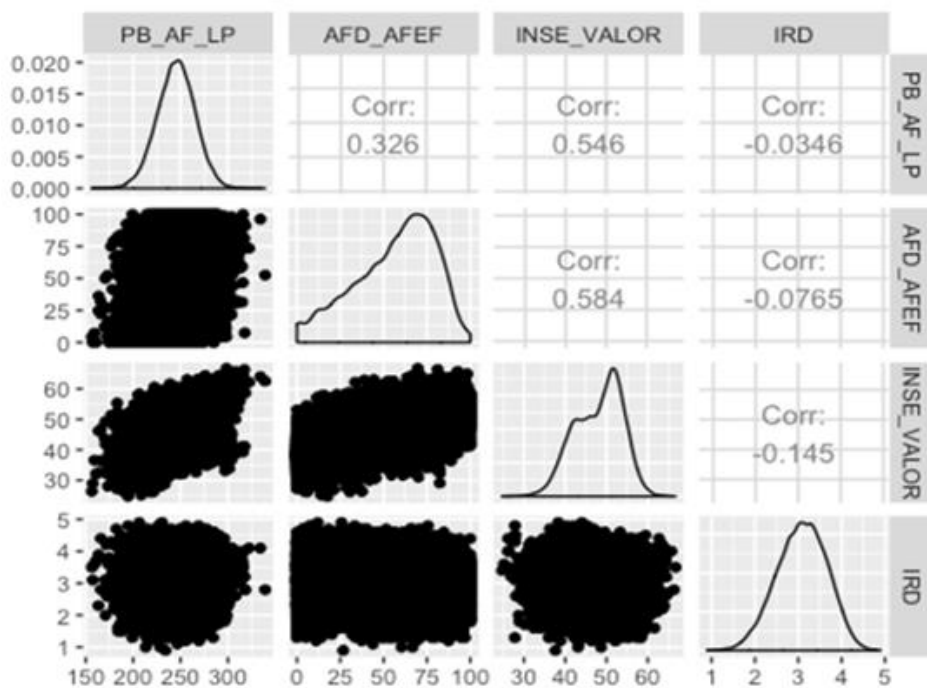 PB_AF_LP AFD_AFEF INSE_VALOR IRD
0.020
0.015
0.010
0.005
0.000
Corr:
0.326
Corr:
0.546
Corr:
-0.0346
PB_AF_LP
100
75
50
25
0
Corr:
0.584
Corr:
-0.0765
AFD_AFEF
60
50
40
30
Corr:
-0.145
INSE_VALOR
5
4
3
2
1
IRD
150 200 250 300 0 25 50 75 100 30 40 50 60 1 2 3 4 5